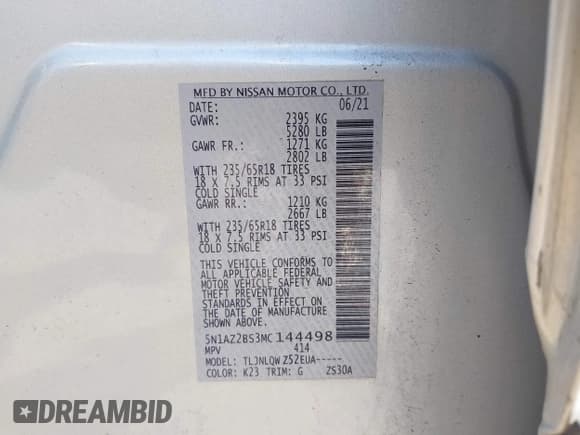 MFD BY NISSAN MOTOR CO., LTD.
DATE: 06/21
GVWR: 2395 KG
5280 LB
GAWR FR.: 1271 KG
2802 LB
WITH 235/65R18 TIRES
18 X 7.5 RIMS AT 33 PSI
COLD SINGLE
GAWR RR.: 1210 KG
2667 LB
WITH 235/65R18 TIRES
18 X 7.5 RIMS AT 33 PSI
COLD SINGLE
THIS VEHICLE CONFORMS TO
ALL APPLICABLE FEDERAL
MOTOR VEHICLE SAFETY AND
THEFT PREVENTION
STANDARDS IN EFFECT ON
THE DATE OF MANUFACTURE
SHOWN ABOVE.
5N1AZ2BS3MC144498
MPV 414
MODEL: TLJNLQWZ52EUA-----
COLOR: K23 TRIM: G ZS30A
DREAMBID